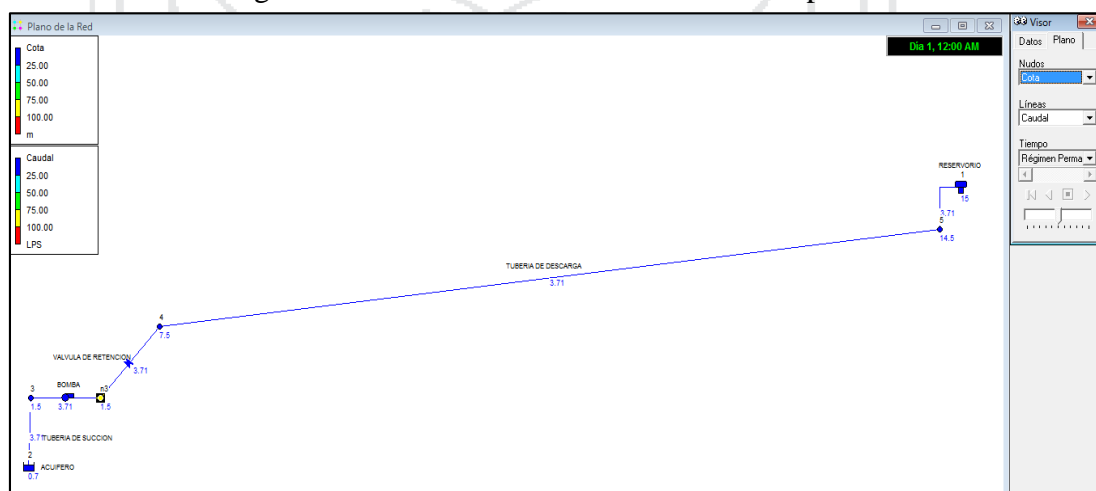 Plano de la Red
Cota
25.00
50.00
75.00
100.00
m
Caudal
25.00
50.00
75.00
100.00
LPS
Día 1, 12:00 AM
Visor
Datos
Plano
Nudos
Cota
Líneas
Caudal
Tiempo
Régimen Perma
RESERVORIO
1
15
3.71
5
14.5
TUBERIA DE DESCARGA
3.71
4
7.5
VALVULA DE RETENCION
3.71
BOMBA
3
n3
1.5
3.71
1.5
TUBERIA DE SUCCION
2
ACUIFERO
0.7